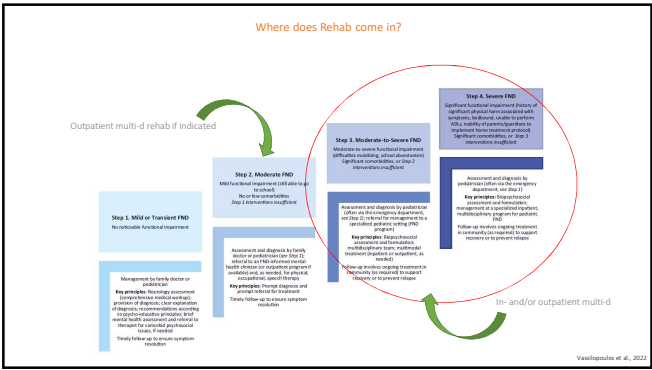 Where does Rehab come in?
Outpatient multi-d rehab if indicated
Step 1. Mild or Transient FND
No noticeable functional impairment
Management by family doctor or
pediatrician
Key principles: Neurology assessment
(comprehensive medical workup);
provision of diagnosis; clear explanation
of diagnosis; recommendations according
to psycho-educative principles; brief
mental health assessment and referral to
therapist for comorbid psychosocial
issues, if needed
Timely follow-up to ensure symptom
resolution
Step 2. Moderate FND
Mild functional impairment (still able to go
to school)
No or few comorbidities
Step 1 interventions insufficient
Assessment and diagnosis by family
doctor or pediatrician (see Step 1);
referral to an FND-informed mental
health clinician (or outpatient program if
available) and, as needed, for physical,
occupational, speech therapy
Key principles: Prompt diagnosis and
prompt referral for treatment
Timely follow-up to ensure symptom
resolution
Step 3. Moderate-to-Severe FND
Moderate-to-severe functional impairment
(difficulties mobilizing, school absenteeism)
Significant comorbidities, or Step 2
interventions insufficient
Assessment and diagnosis by pediatrician
(often via the emergency department,
see Step 2); referral for management to
a specialized pediatric setting (FND
program)
Key principles: Biopsychosocial
assessment and formulation;
multidisciplinary team; multimodal
treatment (inpatient or outpatient, as
needed)
Follow-up involves ongoing treatment in
community (as required) to support
recovery or to prevent relapse
Step 4. Severe FND
Significant functional impairment (history of
significant physical harm associated with
symptoms, bedbound, unable to perform
ADLs, inability of parents/guardians to
implement home treatment protocol)
Significant comorbidities, or Step 3
interventions insufficient
Assessment and diagnosis by
pediatrician (often via the emergency
department; see Step 1)
Key principles: Biopsychosocial
assessment and formulation;
management at a specialized inpatient,
multidisciplinary program for pediatric
FND
Follow-up involves ongoing treatment in
community (as required) to support
recovery or to prevent relapse
In- and/or outpatient multi-d
Vassilopoulos et al., 2022